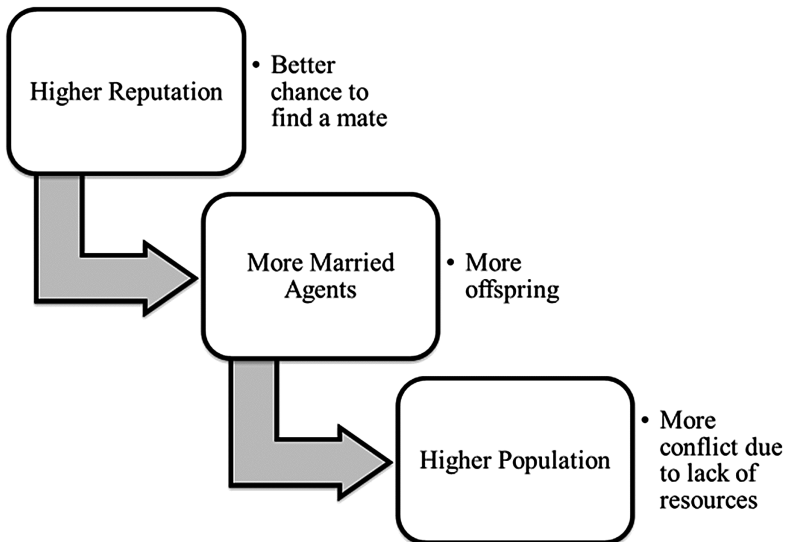 Higher Reputation
• Better
chance to
find a mate
More Married
Agents
• More
offspring
Higher Population
• More
conflict due
to lack of
resources